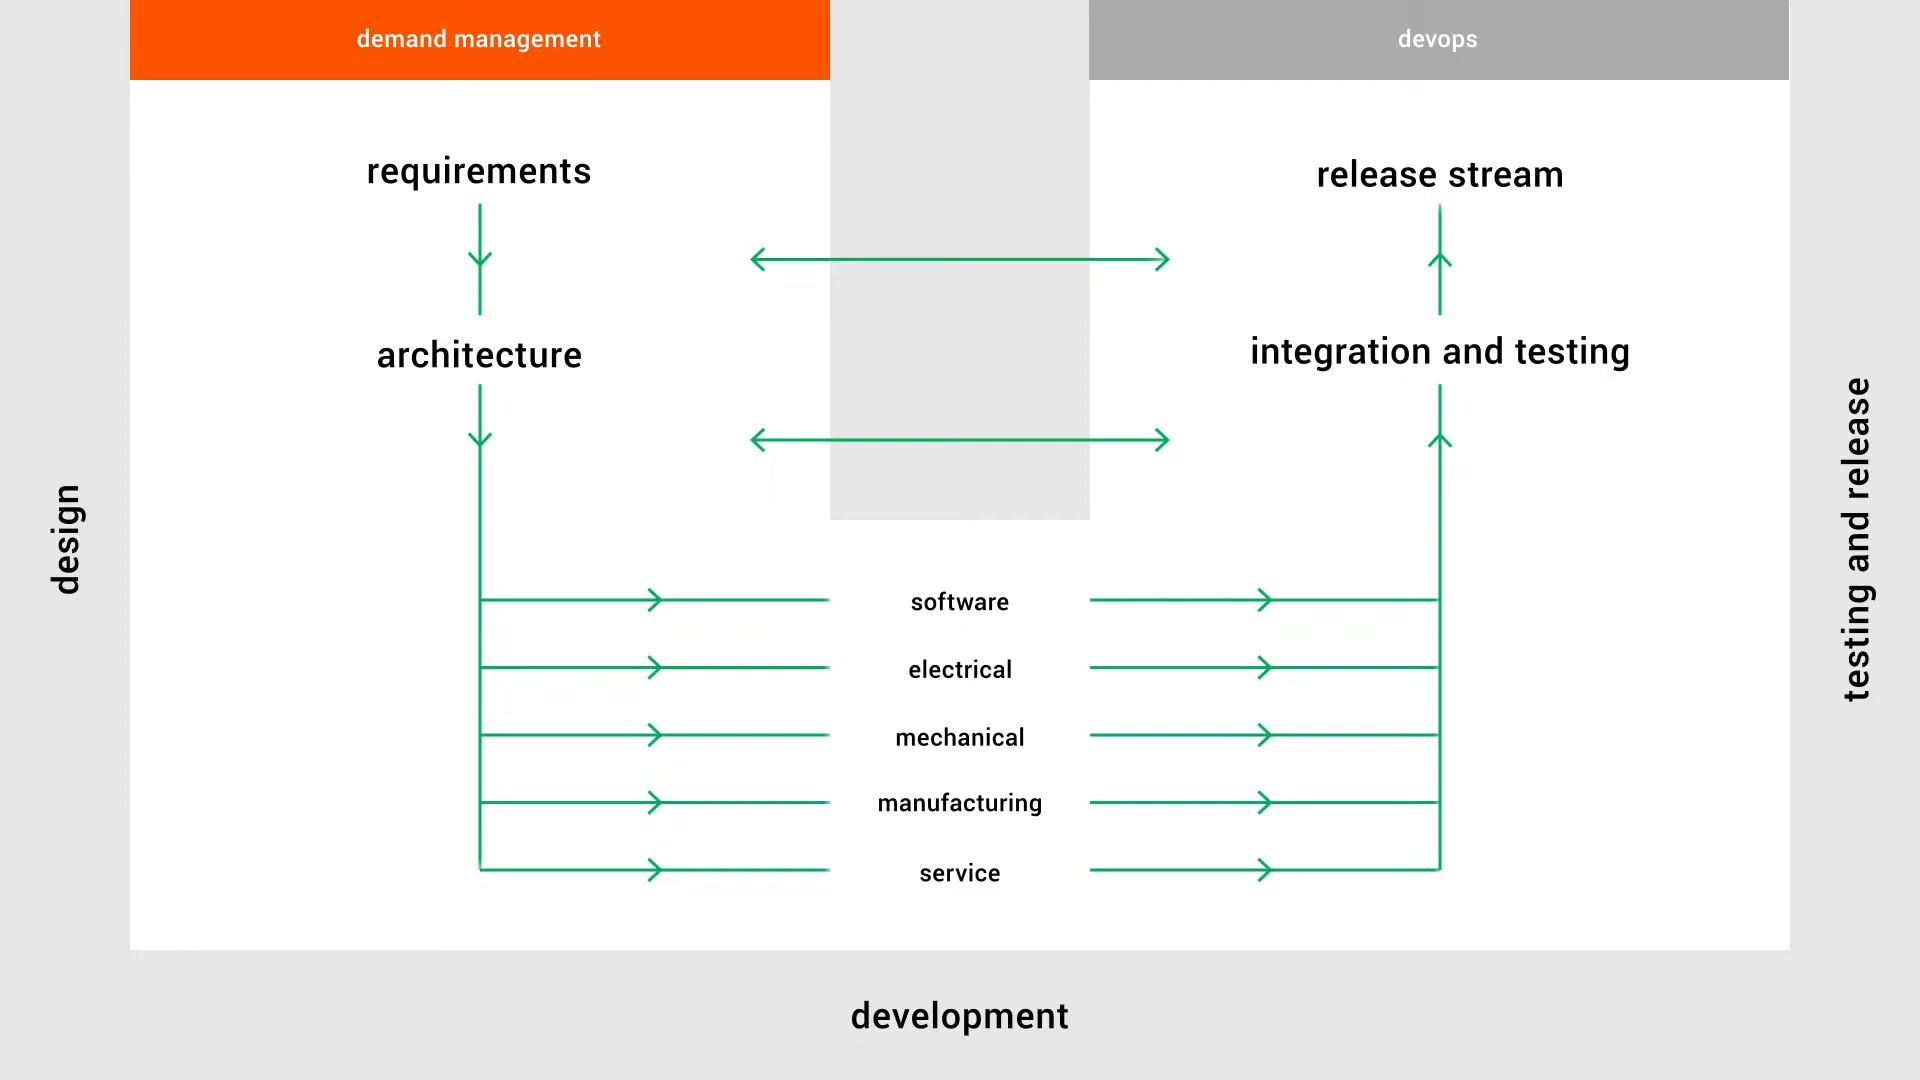 demand management
devops
requirements
release stream
architecture
integration and testing
design
testing and release
software
electrical
mechanical
manufacturing
service
development